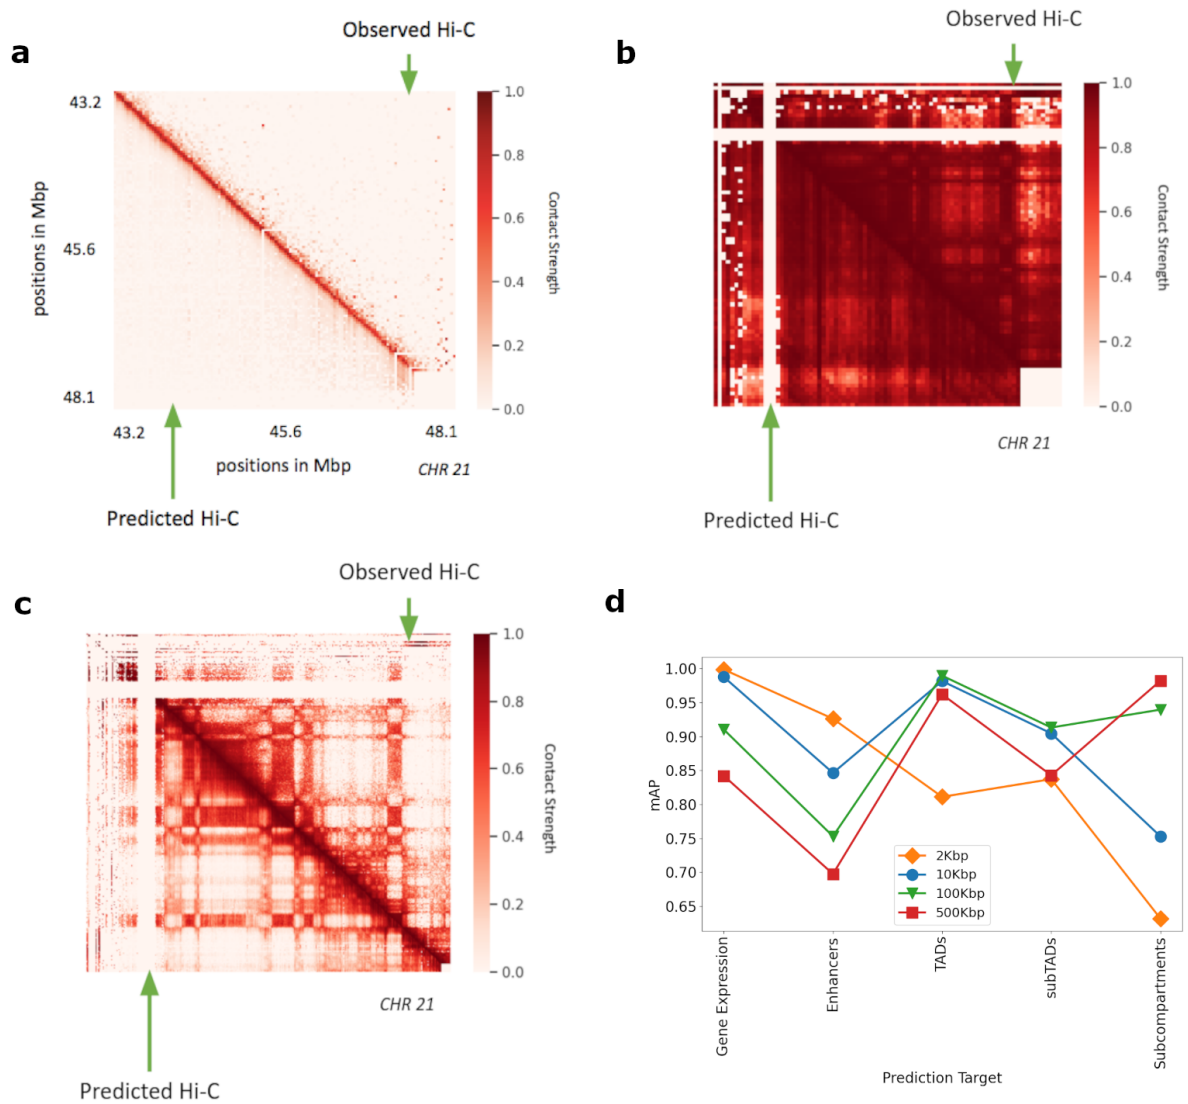 a
Observed Hi-C
43.2
45.6
48.1
positions in Mbp
43.2
45.6
48.1
positions in Mbp
CHR 21
Predicted Hi-C
1.0
0.8
0.6
0.4
0.2
0.0
Contact Strength
b
Observed Hi-C
1.0
0.8
0.6
0.4
0.2
0.0
Contact Strength
CHR 21
Predicted Hi-C
c
Observed Hi-C
1.0
0.8
0.6
0.4
0.2
0.0
Contact Strength
CHR 21
Predicted Hi-C
d
1.00
0.95
0.90
0.85
0.80
0.75
0.70
0.65
mAP
2Kbp
10Kbp
100Kbp
500Kbp
Gene Expression
Enhancers
TADs
subTADs
Subcompartments
Prediction Target